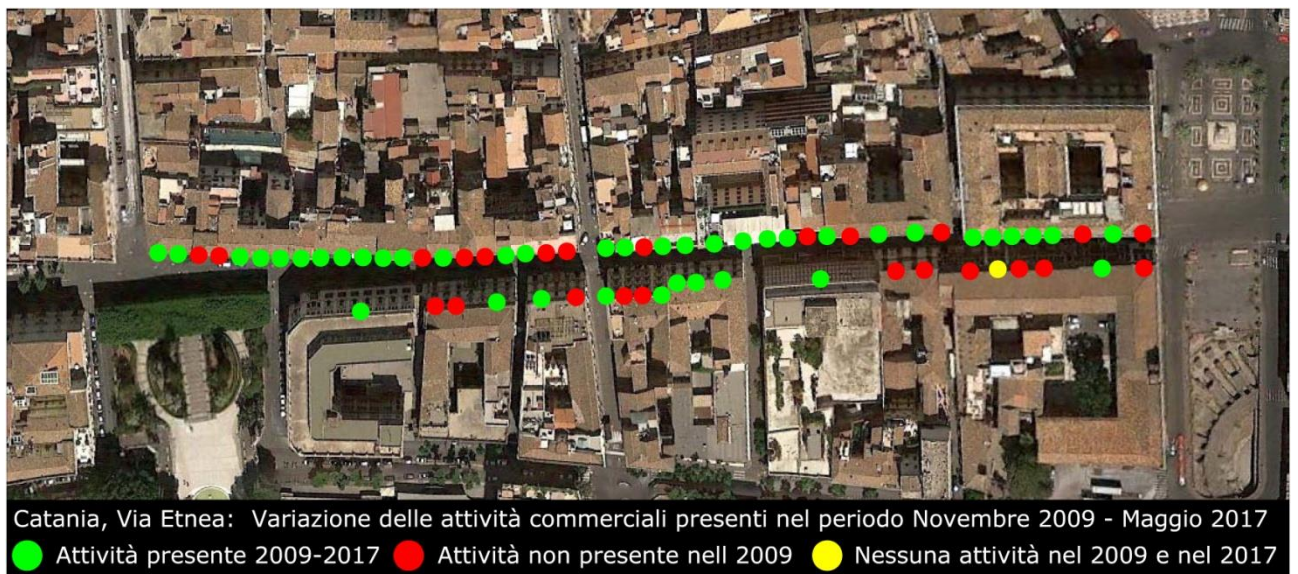 Catania, Via Etnea: Variazione delle attività commerciali presenti nel periodo Novembre 2009 - Maggio 2017
Attività presente 2009-2017 Attività non presente nell 2009 Nessuna attività nel 2009 e nel 2017